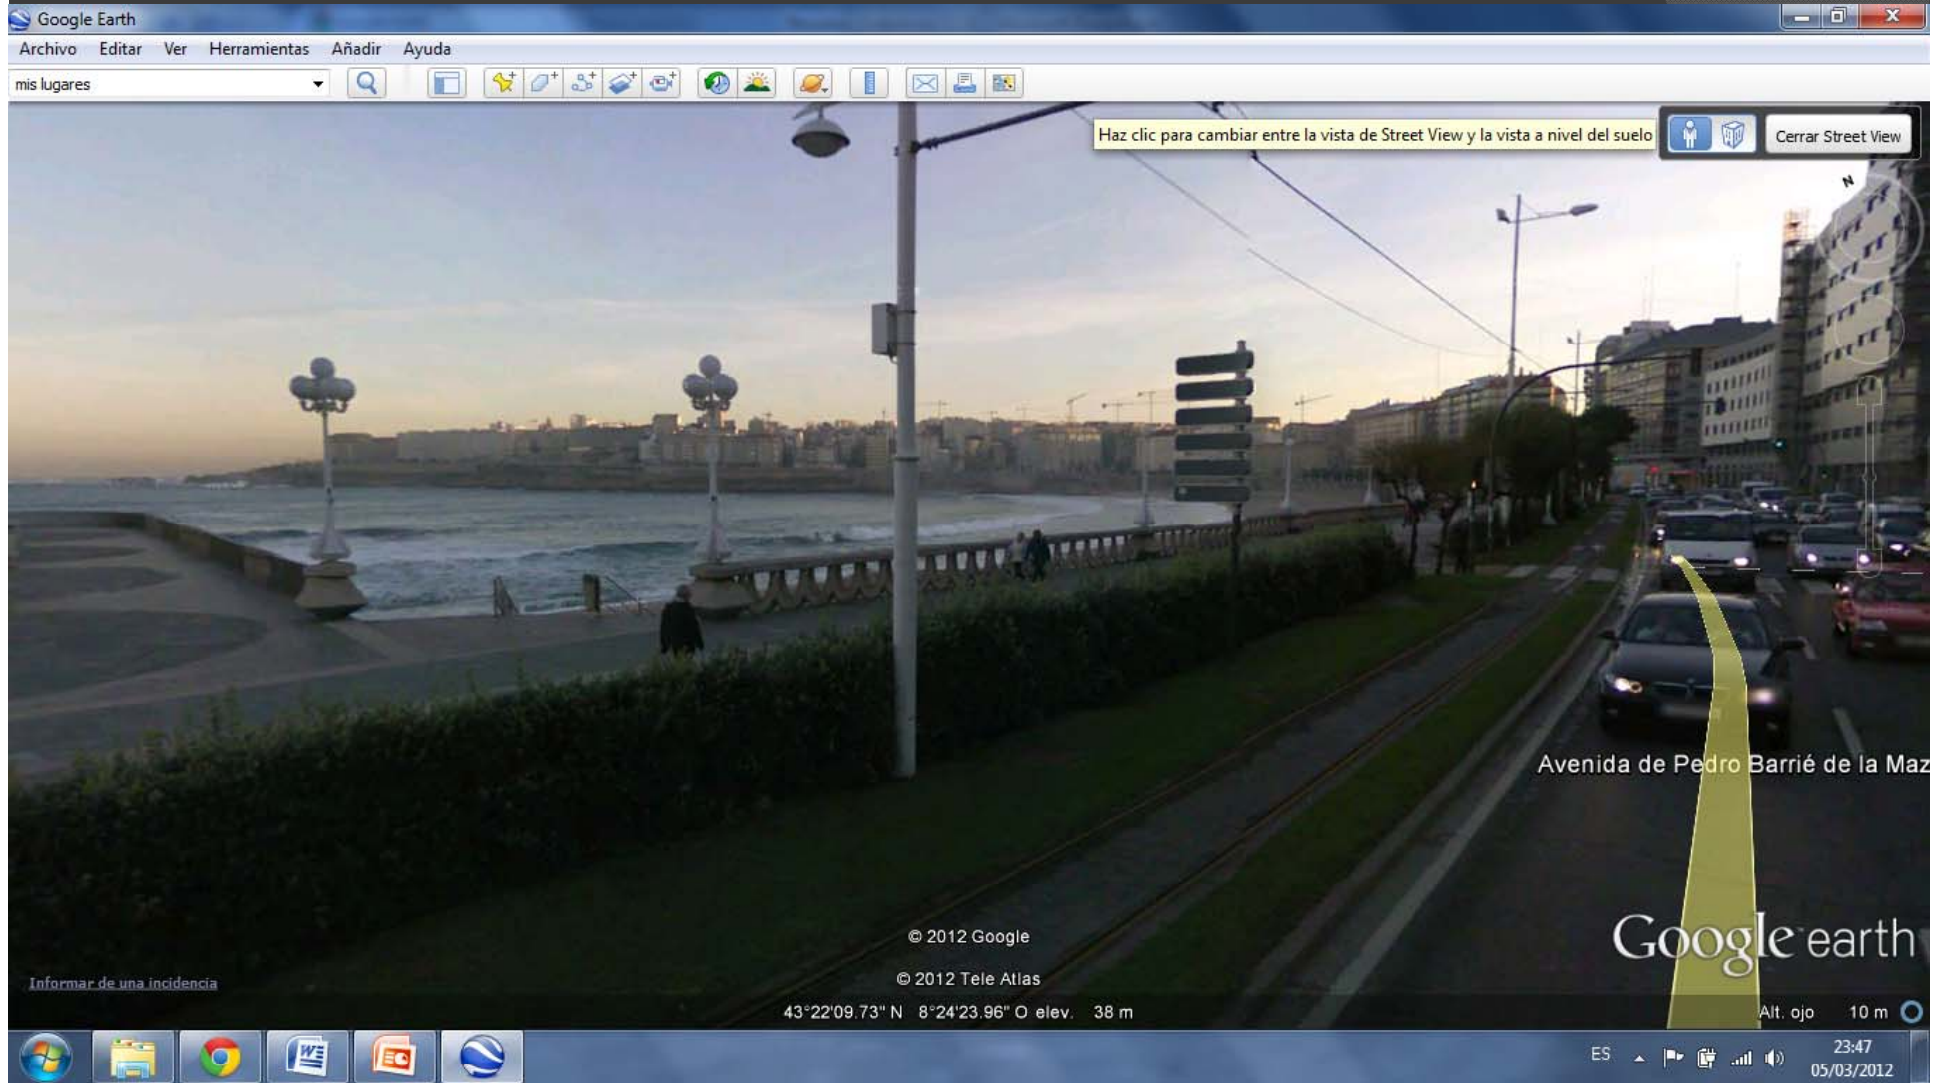 Google Earth
Archivo Editar Ver Herramientas Añadir Ayuda
mis lugares
Haz clic para cambiar entre la vista de Street View y la vista a nivel del suelo
Cerrar Street View
N
Avenida de Pedro Barrié de la Maz
Google earth
© 2012 Google
© 2012 Tele Atlas
Informar de una incidencia
43°22'09.73" N 8°24'23.96" O elev. 38 m
Alt. ojo 10 m
ES
23:47
05/03/2012